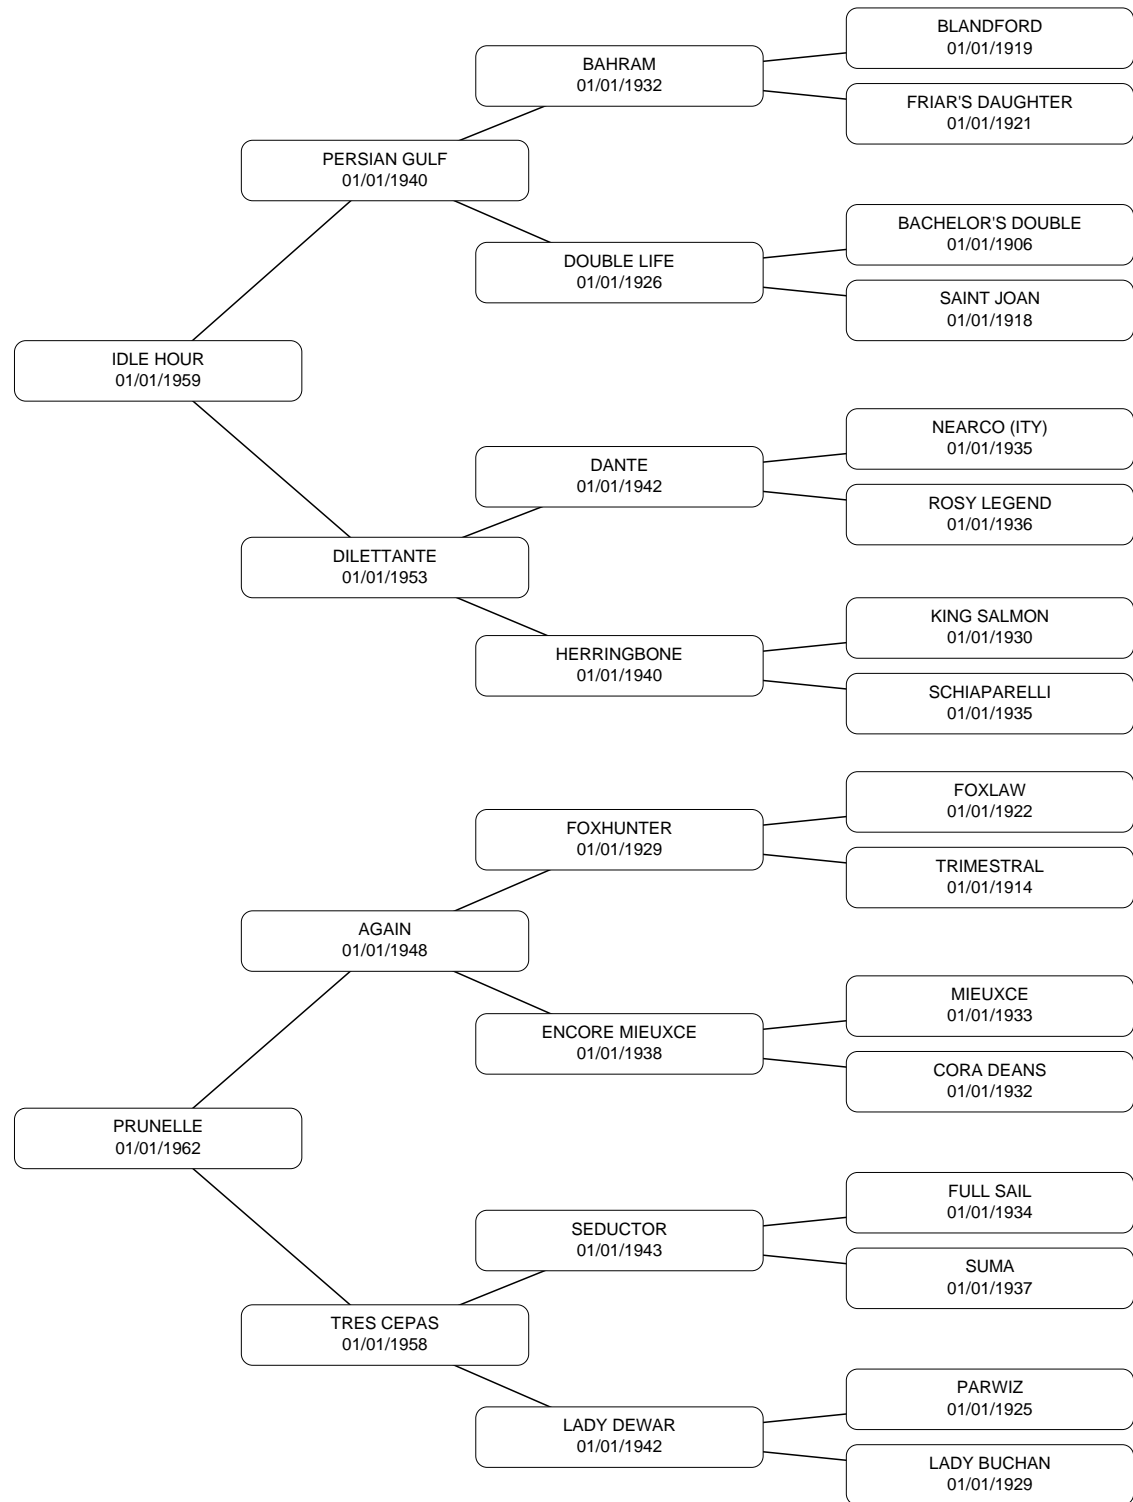 BLANDFORD
01/01/1919
BAHRAM
01/01/1932
FRIAR'S DAUGHTER
01/01/1921
PERSIAN GULF
01/01/1940
BACHELOR'S DOUBLE
01/01/1906
DOUBLE LIFE
01/01/1926
SAINT JOAN
01/01/1918
IDLE HOUR
01/01/1959
NEARCO (ITY)
01/01/1935
DANTE
01/01/1942
ROSY LEGEND
01/01/1936
DILETTANTE
01/01/1953
KING SALMON
01/01/1930
HERRINGBONE
01/01/1940
SCHIAPARELLI
01/01/1935
FOXLAW
01/01/1922
FOXHUNTER
01/01/1929
TRIMESTRAL
01/01/1914
AGAIN
01/01/1948
MIEUXCE
01/01/1933
ENCORE MIEUXCE
01/01/1938
CORA DEANS
01/01/1932
PRUNELLE
01/01/1962
FULL SAIL
01/01/1934
SEDUCTOR
01/01/1943
SUMA
01/01/1937
TRES CEPAS
01/01/1958
PARWIZ
01/01/1925
LADY DEWAR
01/01/1942
LADY BUCHAN
01/01/1929